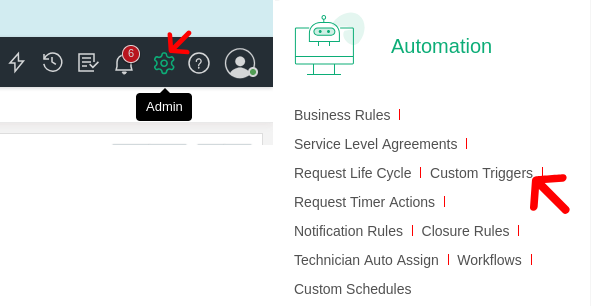 6
Admin
Automation
Business Rules
Service Level Agreements
Request Life Cycle | Custom Triggers
Request Timer Actions
Notification Rules | Closure Rules
Technician Auto Assign | Workflows
Custom Schedules